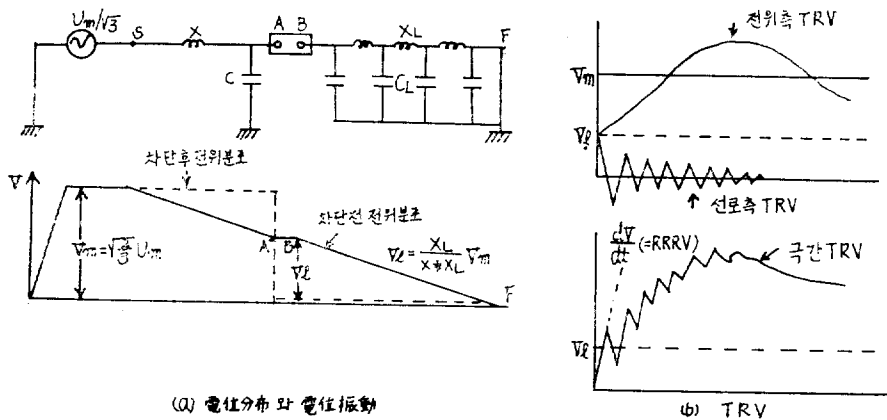 Um/√3
S
X
A B
XL
F
C
CL
차단후 전위분포
V
차단전 전위분포
Vm=√(2/3) Um
A B
Vl
Vl = XL/(X+XL) Vm
F
(a) 電位分布 와 電位振動
전위측 TRV
Vm
Vl
선로측 TRV
dV/dt (=RRRV)
극간 TRV
Vl
(b) TRV